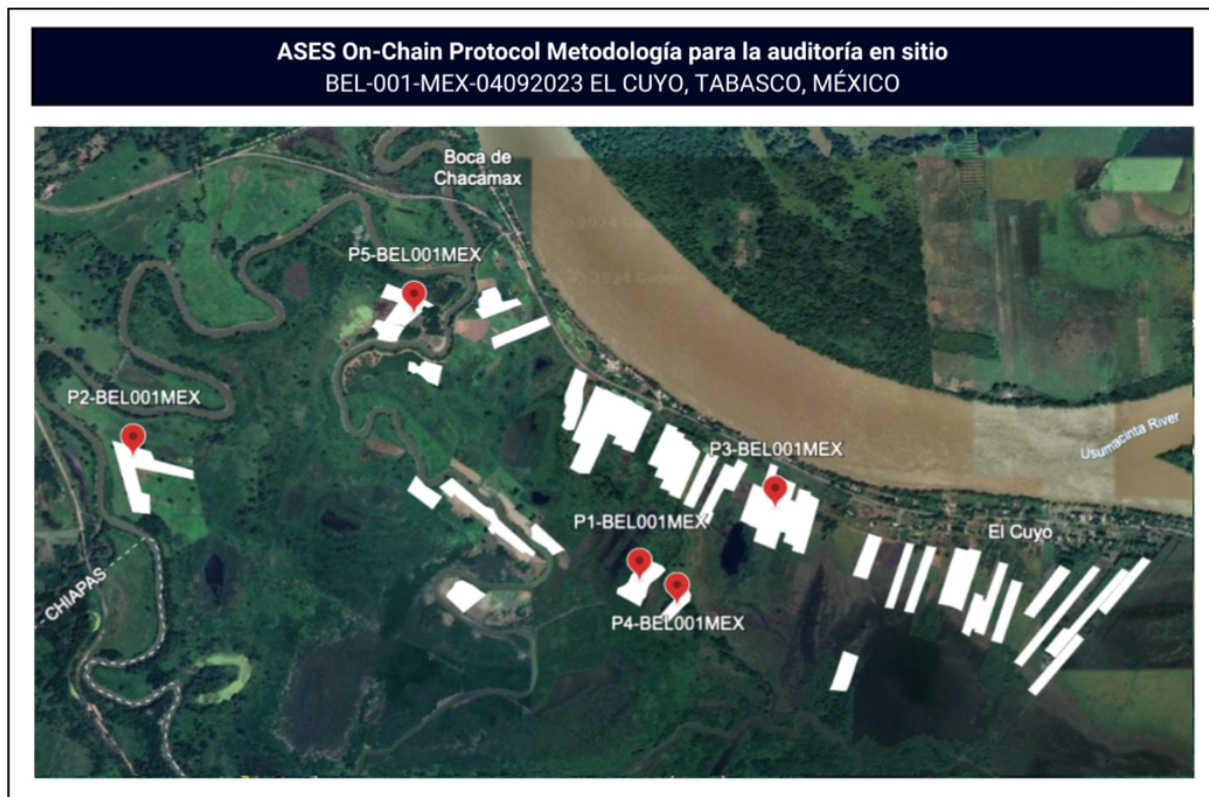 ASES On-Chain Protocol Metodología para la auditoría en sitio
BEL-001-MEX-04092023 EL CUYO, TABASCO, MÉXICO
Boca de
Chacamax
P5-BEL001MEX
P2-BEL001MEX
P3-BEL001MEX
Usumacinta River
P1-BEL001MEX
El Cuyo
CHIAPAS
P4-BEL001MEX